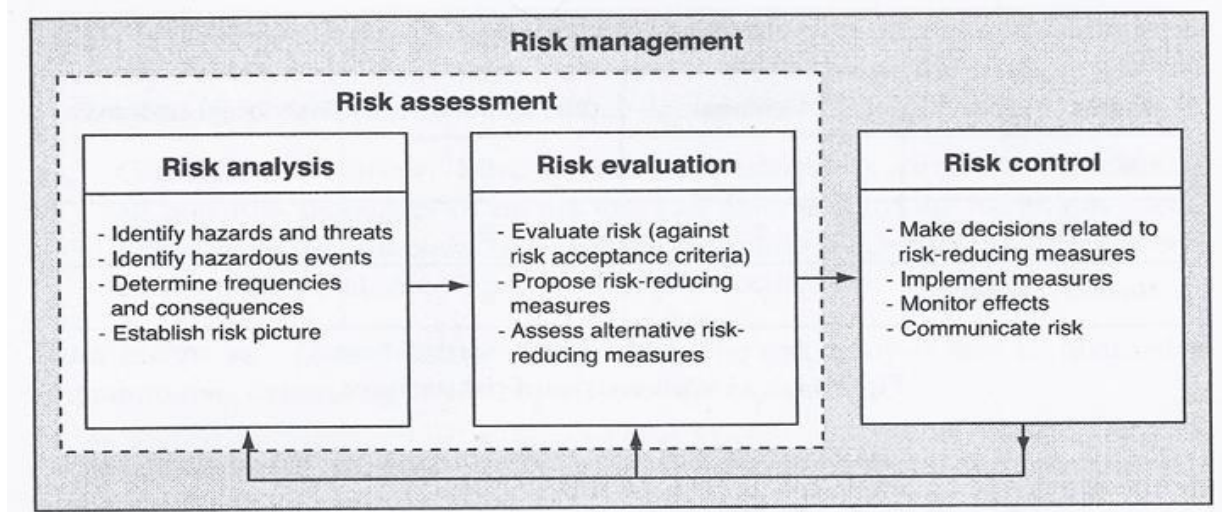 Risk management
Risk assessment
Risk analysis
- Identify hazards and threats
- Identify hazardous events
- Determine frequencies
and consequences
- Establish risk picture
Risk evaluation
- Evaluate risk (against
risk acceptance criteria)
- Propose risk-reducing
measures
- Assess alternative risk-
reducing measures
Risk control
- Make decisions related to
risk-reducing measures
- Implement measures
- Monitor effects
- Communicate risk